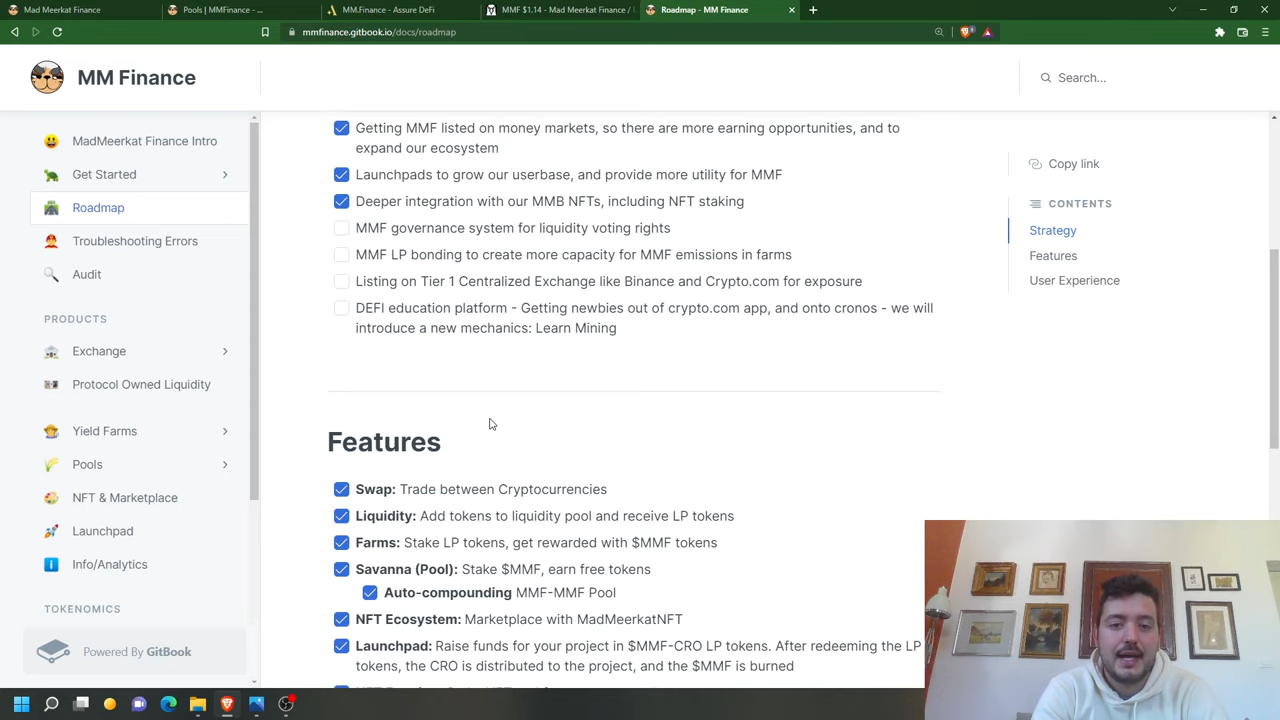 Mad Meerkat Finance
Pools | MMFinance - ...
MM.Finance - Assure DeFi
MMF $1.14 - Mad Meerkat Finance /
Roadmap - MM Finance
mmfinance.gitbook.io/docs/roadmap
MM Finance
Search...
MadMeerkat Finance Intro
Get Started
Roadmap
Troubleshooting Errors
Audit
PRODUCTS
Exchange
Protocol Owned Liquidity
Yield Farms
Pools
NFT & Marketplace
Launchpad
Info/Analytics
TOKENOMICS
Powered By GitBook
Getting MMF listed on money markets, so there are more earning opportunities, and to
expand our ecosystem
Launchpads to grow our userbase, and provide more utility for MMF
Deeper integration with our MMB NFTs, including NFT staking
MMF governance system for liquidity voting rights
MMF LP bonding to create more capacity for MMF emissions in farms
Listing on Tier 1 Centralized Exchange like Binance and Crypto.com for exposure
DEFI education platform - Getting newbies out of crypto.com app, and onto cronos - we will
introduce a new mechanics: Learn Mining
Features
Swap: Trade between Cryptocurrencies
Liquidity: Add tokens to liquidity pool and receive LP tokens
Farms: Stake LP tokens, get rewarded with $MMF tokens
Savanna (Pool): Stake $MMF, earn free tokens
Auto-compounding MMF-MMF Pool
NFT Ecosystem: Marketplace with MadMeerkatNFT
Launchpad: Raise funds for your project in $MMF-CRO LP tokens. After redeeming the LP
tokens, the CRO is distributed to the project, and the $MMF is burned
Copy link
CONTENTS
Strategy
Features
User Experience